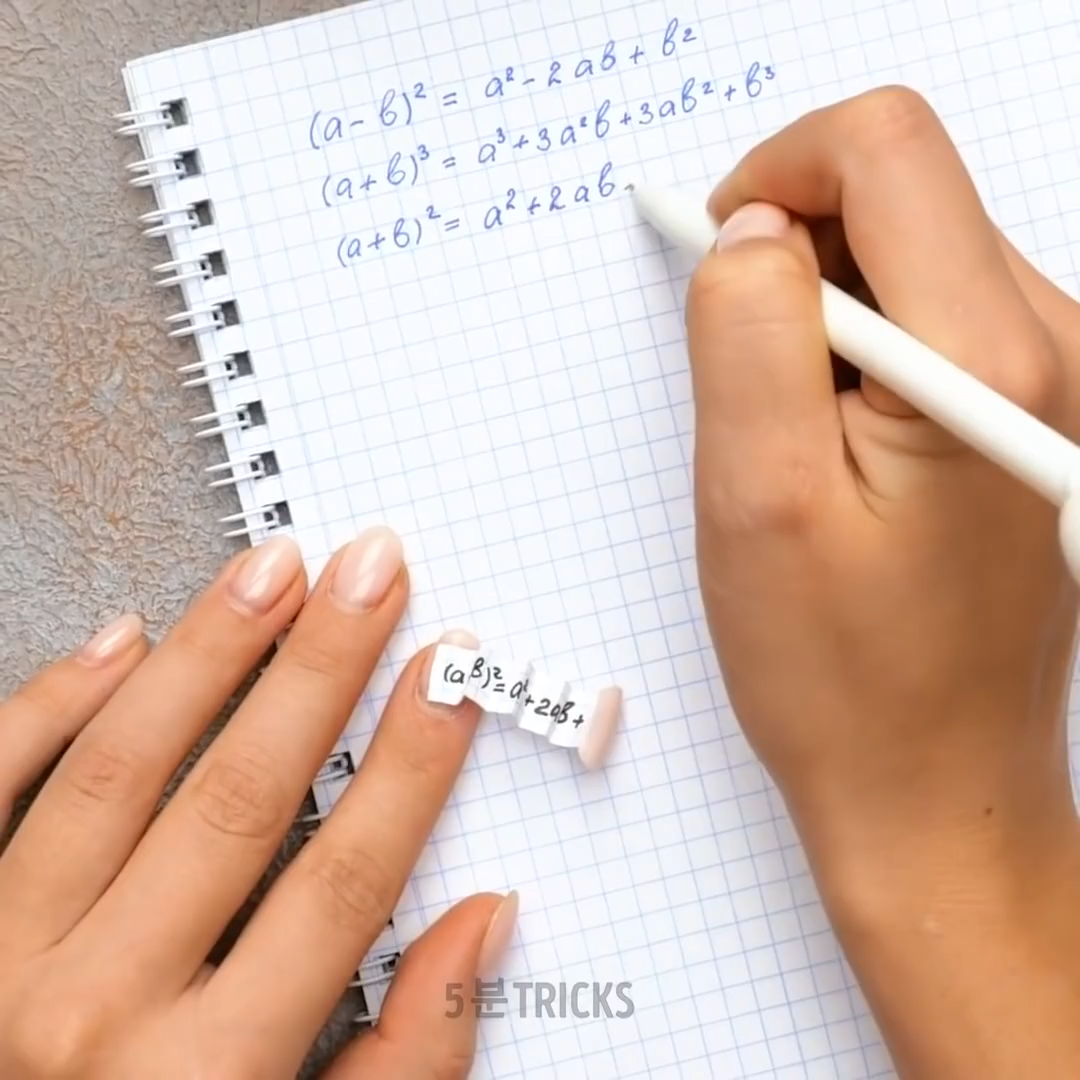 (a-b)² = a²-2ab+b²
(a+b)³ = a³+3a²b+3ab²+b³
(a+b)² = a²+2ab
(aB)²=a²+2aB+
5분TRICKS